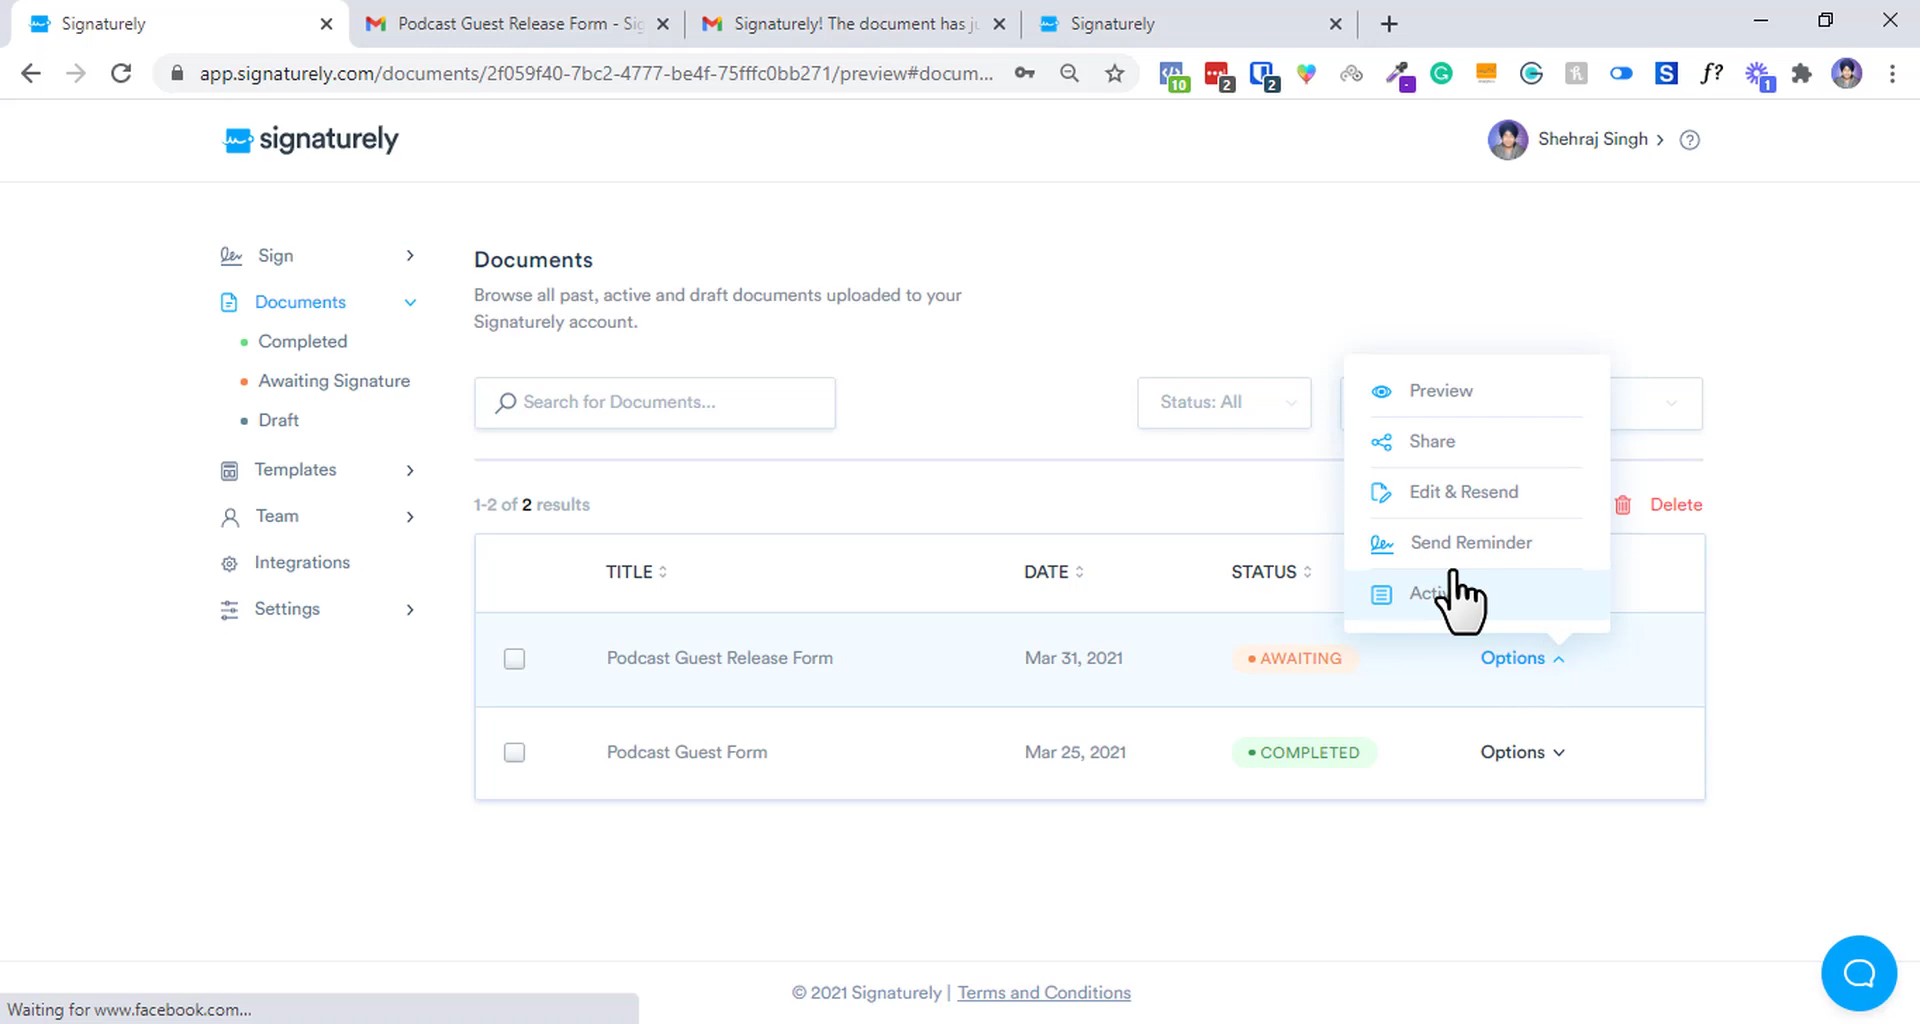 Signaturely
Podcast Guest Release Form - Sig
Signaturely! The document has ju
Signaturely
app.signaturely.com/documents/2f059f40-7bc2-4777-be4f-75fffc0bb271/preview#docum...
10
2
2
f?
1
signaturely
Shehraj Singh
Sign
Documents
Completed
Awaiting Signature
Draft
Templates
Team
Integrations
Settings
Documents
Browse all past, active and draft documents uploaded to your
Signaturely account.
Search for Documents...
Status: All
Preview
Share
Edit & Resend
Send Reminder
1-2 of 2 results
Delete
TITLE DATE STATUS
Podcast Guest Release Form Mar 31, 2021 AWAITING Options
Podcast Guest Form Mar 25, 2021 COMPLETED Options
© 2021 Signaturely | Terms and Conditions
Waiting for www.facebook.com...